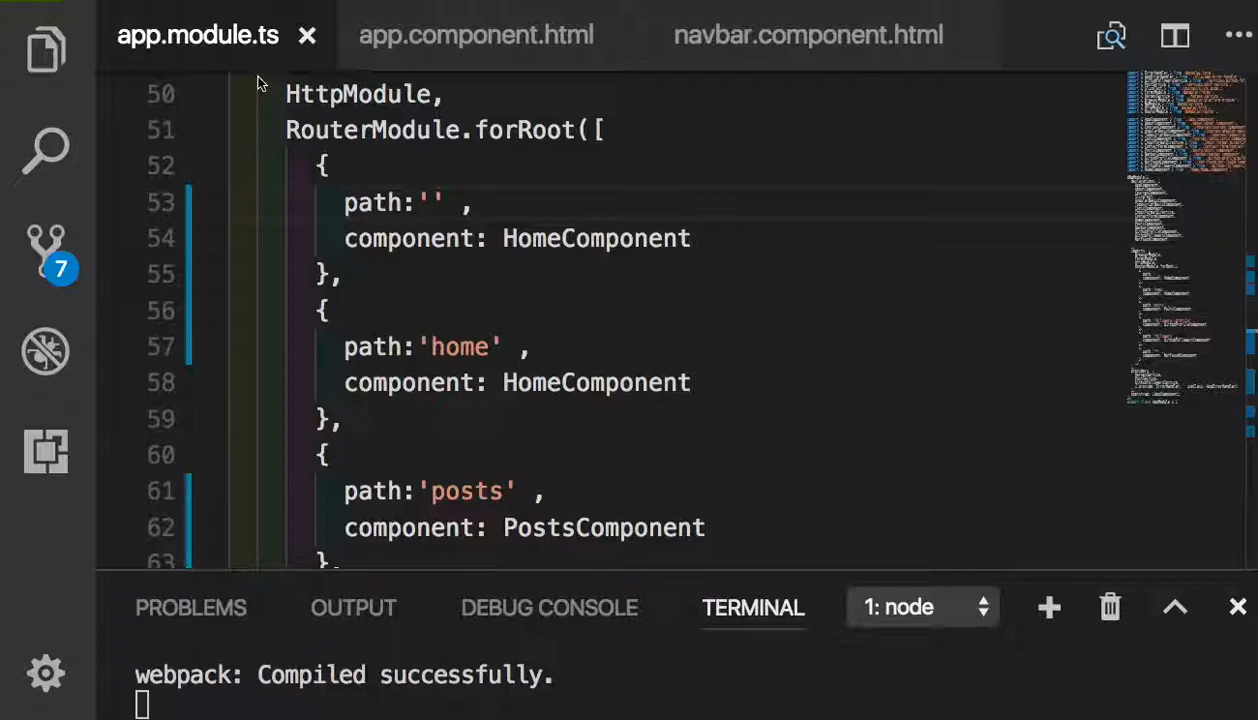 app.module.ts
app.component.html
navbar.component.html
50 HttpModule,
51 RouterModule.forRoot([
52 {
53 path:'' ,
54 component: HomeComponent
55 },
56 {
57 path:'home' ,
58 component: HomeComponent
59 },
60 {
61 path:'posts' ,
62 component: PostsComponent
63 },
7
PROBLEMS OUTPUT DEBUG CONSOLE TERMINAL 1: node
webpack: Compiled successfully.